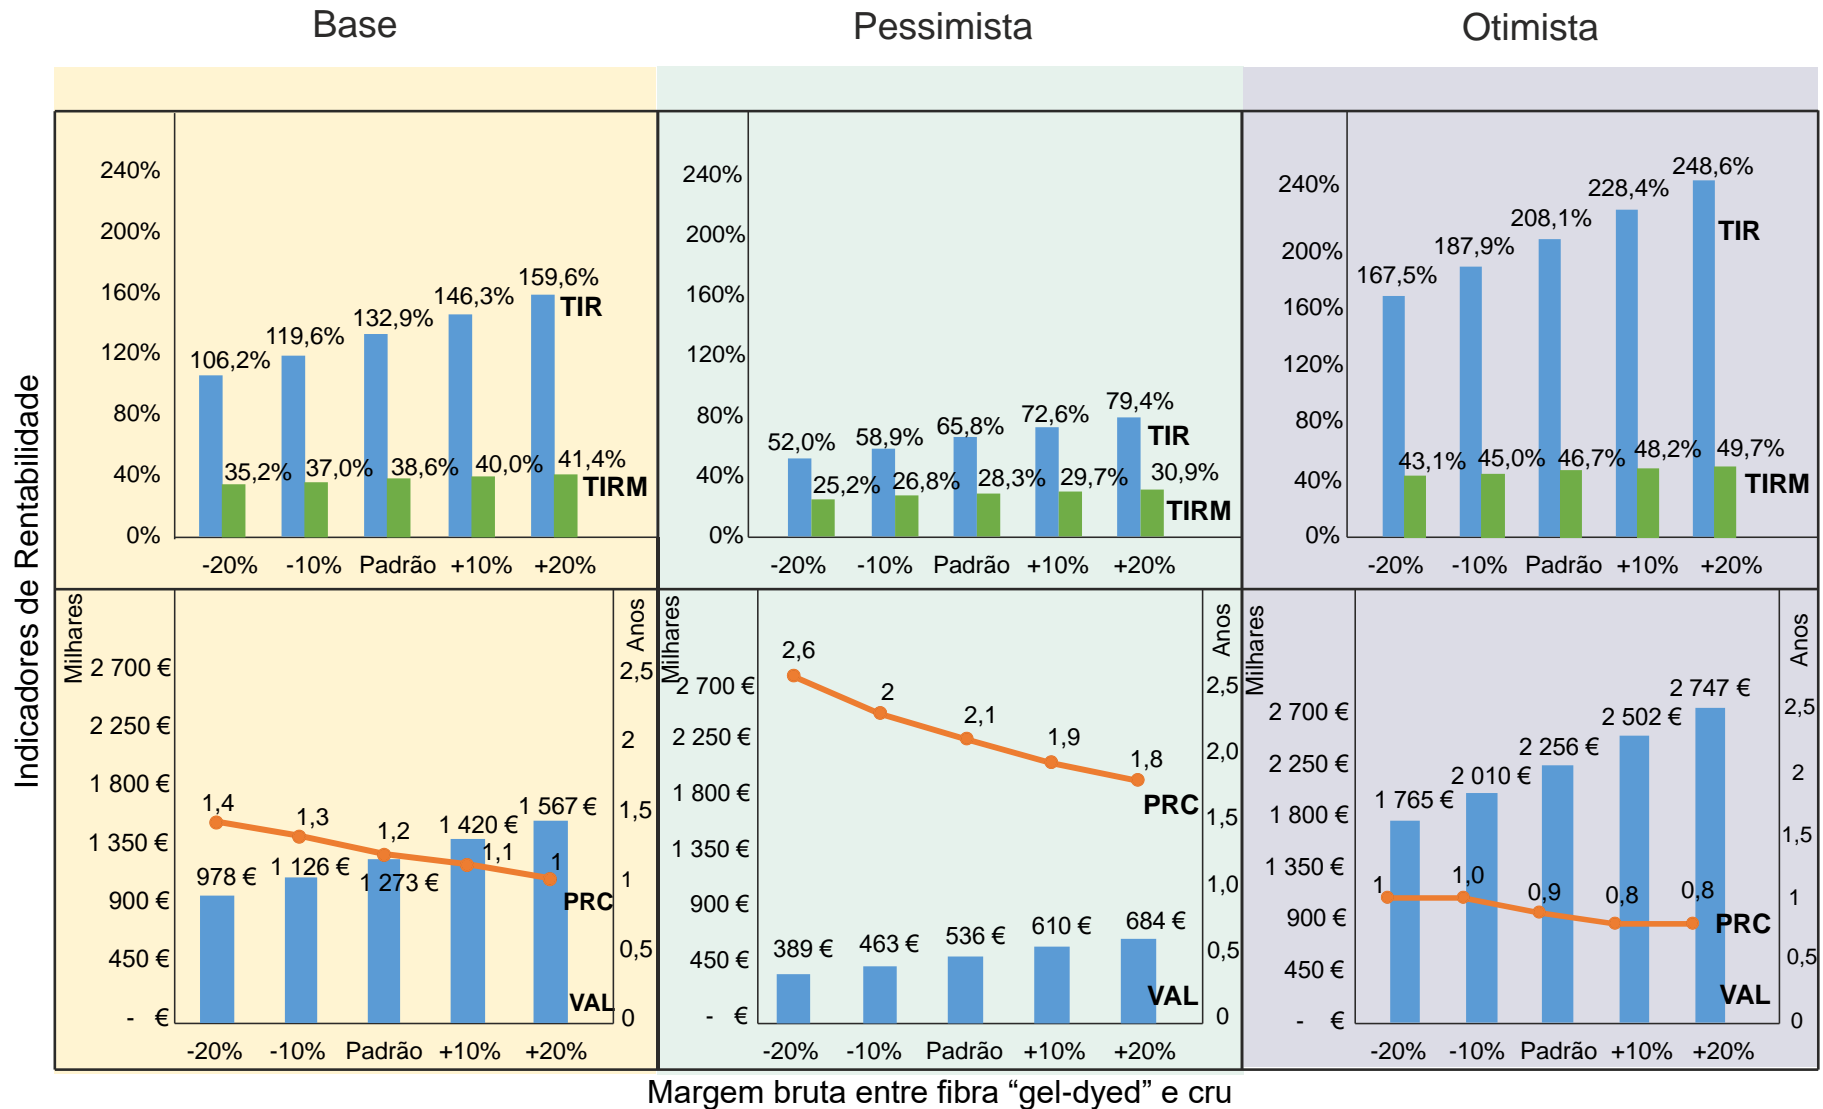 Base
Pessimista
Otimista
Indicadores de Rentabilidade
240%
200%
160%
120%
80%
40%
0%
106,2%
119,6%
132,9%
146,3%
159,6%
TIR
35,2%
37,0%
38,6%
40,0%
41,4%
TIRM
-20%
-10%
Padrão
+10%
+20%
240%
200%
160%
120%
80%
40%
0%
52,0%
58,9%
65,8%
72,6%
79,4%
TIR
25,2%
26,8%
28,3%
29,7%
30,9%
TIRM
-20%
-10%
Padrão
+10%
+20%
240%
200%
160%
120%
80%
40%
0%
167,5%
187,9%
208,1%
228,4%
248,6%
TIR
43,1%
45,0%
46,7%
48,2%
49,7%
TIRM
-20%
-10%
Padrão
+10%
+20%
Milhares
2 700 €
2 250 €
1 800 €
1 350 €
900 €
450 €
- €
1,4
1,3
1,2
1,1
1
PRC
978 €
1 126 €
1 273 €
1 420 €
1 567 €
VAL
Anos
2,5
2
1,5
1
0,5
0
-20%
-10%
Padrão
+10%
+20%
Milhares
2 700 €
2 250 €
1 800 €
1 350 €
900 €
450 €
- €
2,6
2
2,1
1,9
1,8
PRC
389 €
463 €
536 €
610 €
684 €
VAL
Anos
2,5
2,0
1,5
1,0
0,5
0
-20%
-10%
Padrão
+10%
+20%
Milhares
2 700 €
2 250 €
1 800 €
1 350 €
900 €
450 €
- €
1 765 €
2 010 €
2 256 €
2 502 €
2 747 €
1
1,0
0,9
0,8
0,8
PRC
VAL
Anos
2,5
2
1,5
1
0,5
0
-20%
-10%
Padrão
+10%
+20%
Margem bruta entre fibra “gel-dyed” e cru